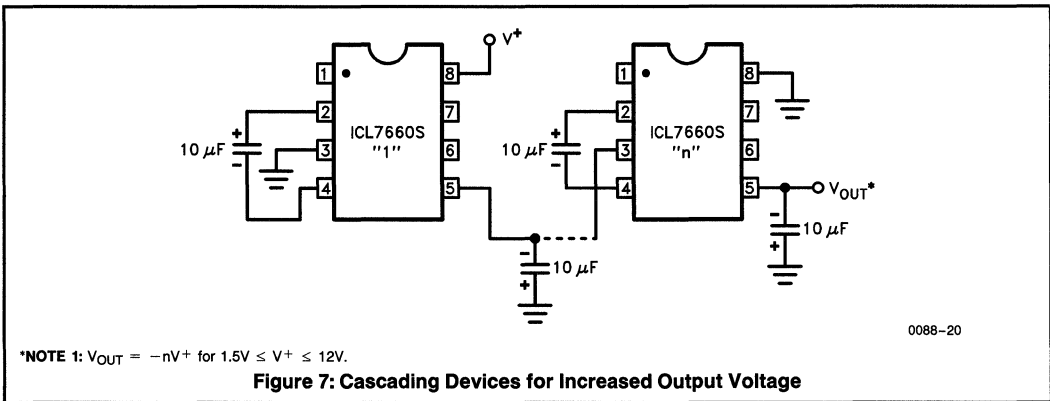 V+
1
8
2
7
3
6
4
5
ICL7660S
"1"
+
10 µF
−
−
10 µF
+
1
8
2
7
3
6
4
5
ICL7660S
"n"
+
10 µF
−
VOUT*
−
10 µF
+
0088–20
*NOTE 1: VOUT = −nV+ for 1.5V ≤ V+ ≤ 12V.
Figure 7: Cascading Devices for Increased Output Voltage